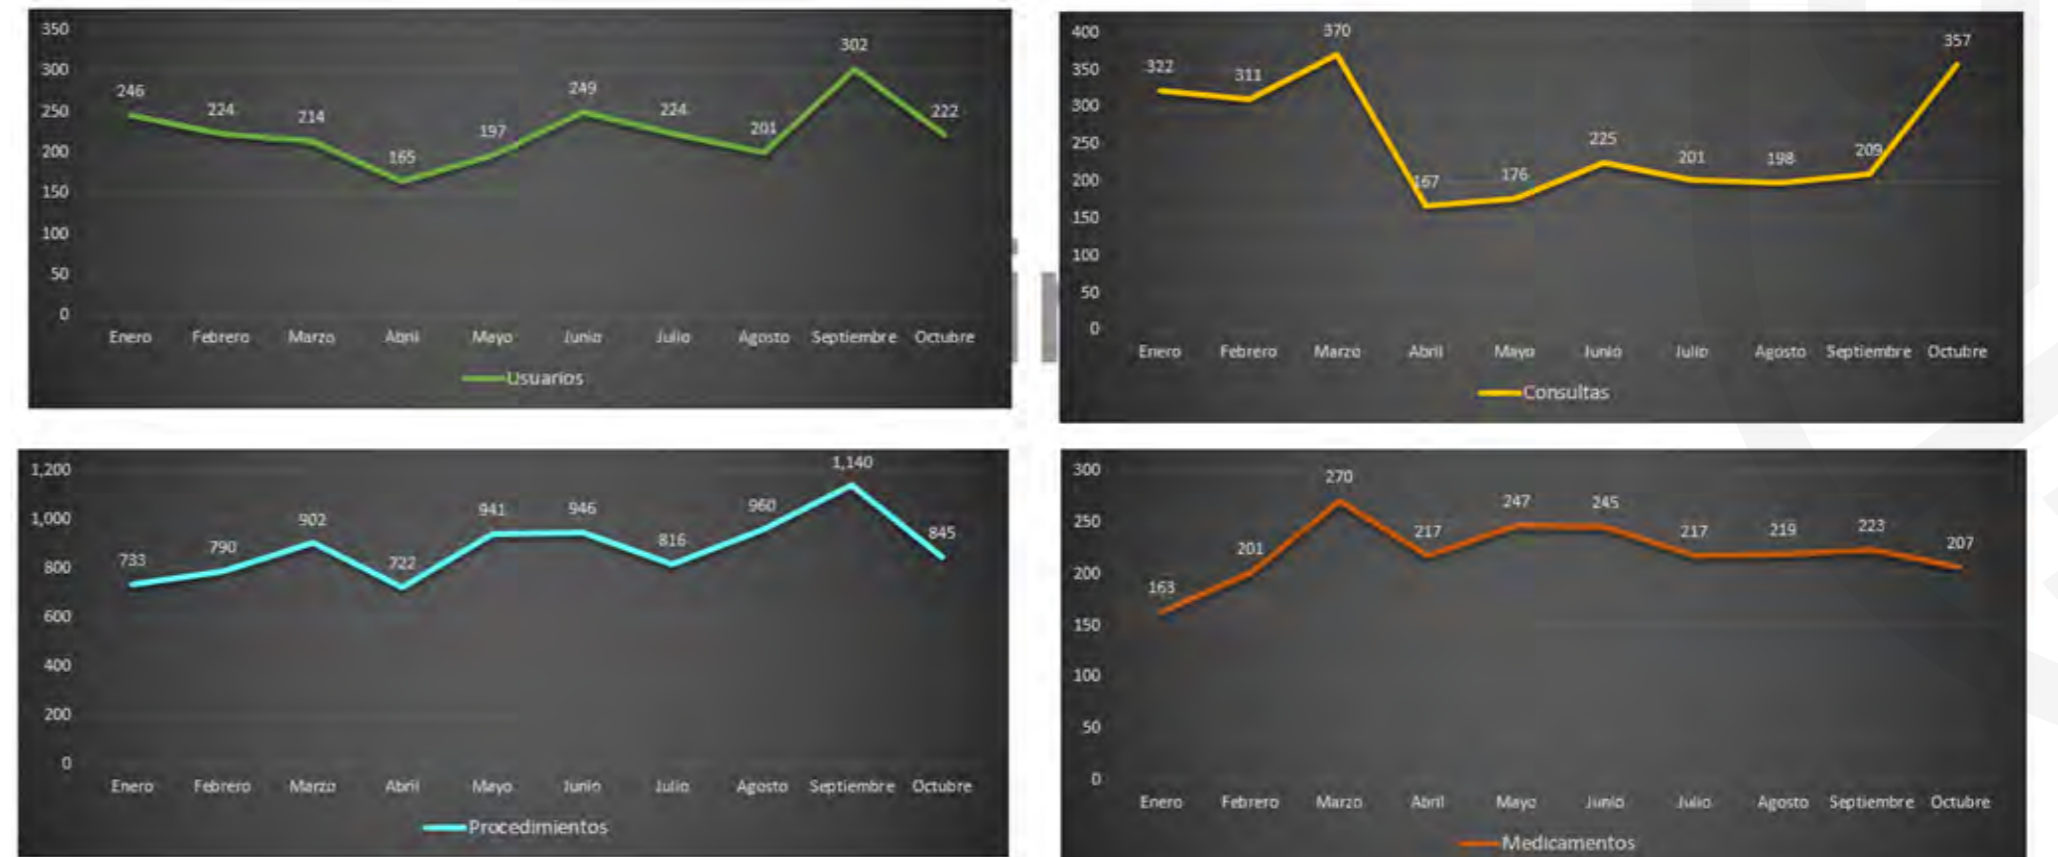 350
300
250
200
150
100
50
0
246 224 214 165 197 249 224 201 302 222
Enero Febrero Marzo Abril Mayo Junio Julio Agosto Septiembre Octubre
Usuarios
400
350
300
250
200
150
100
50
0
322 311 370 167 176 225 201 198 209 357
Enero Febrero Marzo Abril Mayo Junio Julio Agosto Septiembre Octubre
Consultas
1,200
1,000
800
600
400
200
0
733 790 902 722 941 946 816 960 1,140 845
Enero Febrero Marzo Abril Mayo Junio Julio Agosto Septiembre Octubre
Procedimientos
300
250
200
150
100
50
0
163 201 270 217 247 245 217 219 223 207
Enero Febrero Marzo Abril Mayo Junio Julio Agosto Septiembre Octubre
Medicamentos